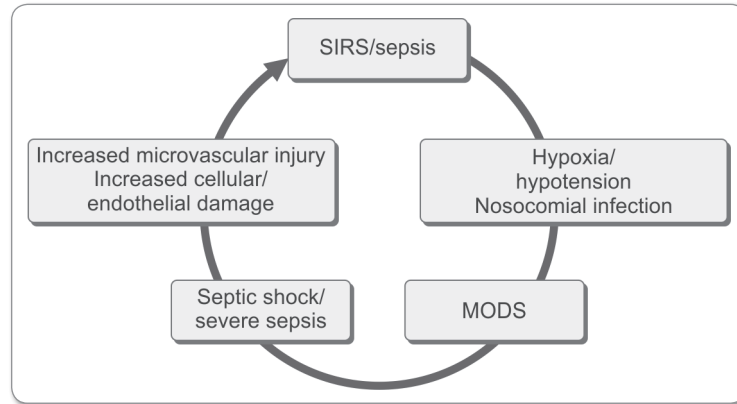 SIRS/sepsis
Increased microvascular injury
Increased cellular/
endothelial damage
Hypoxia/
hypotension
Nosocomial infection
Septic shock/
severe sepsis
MODS